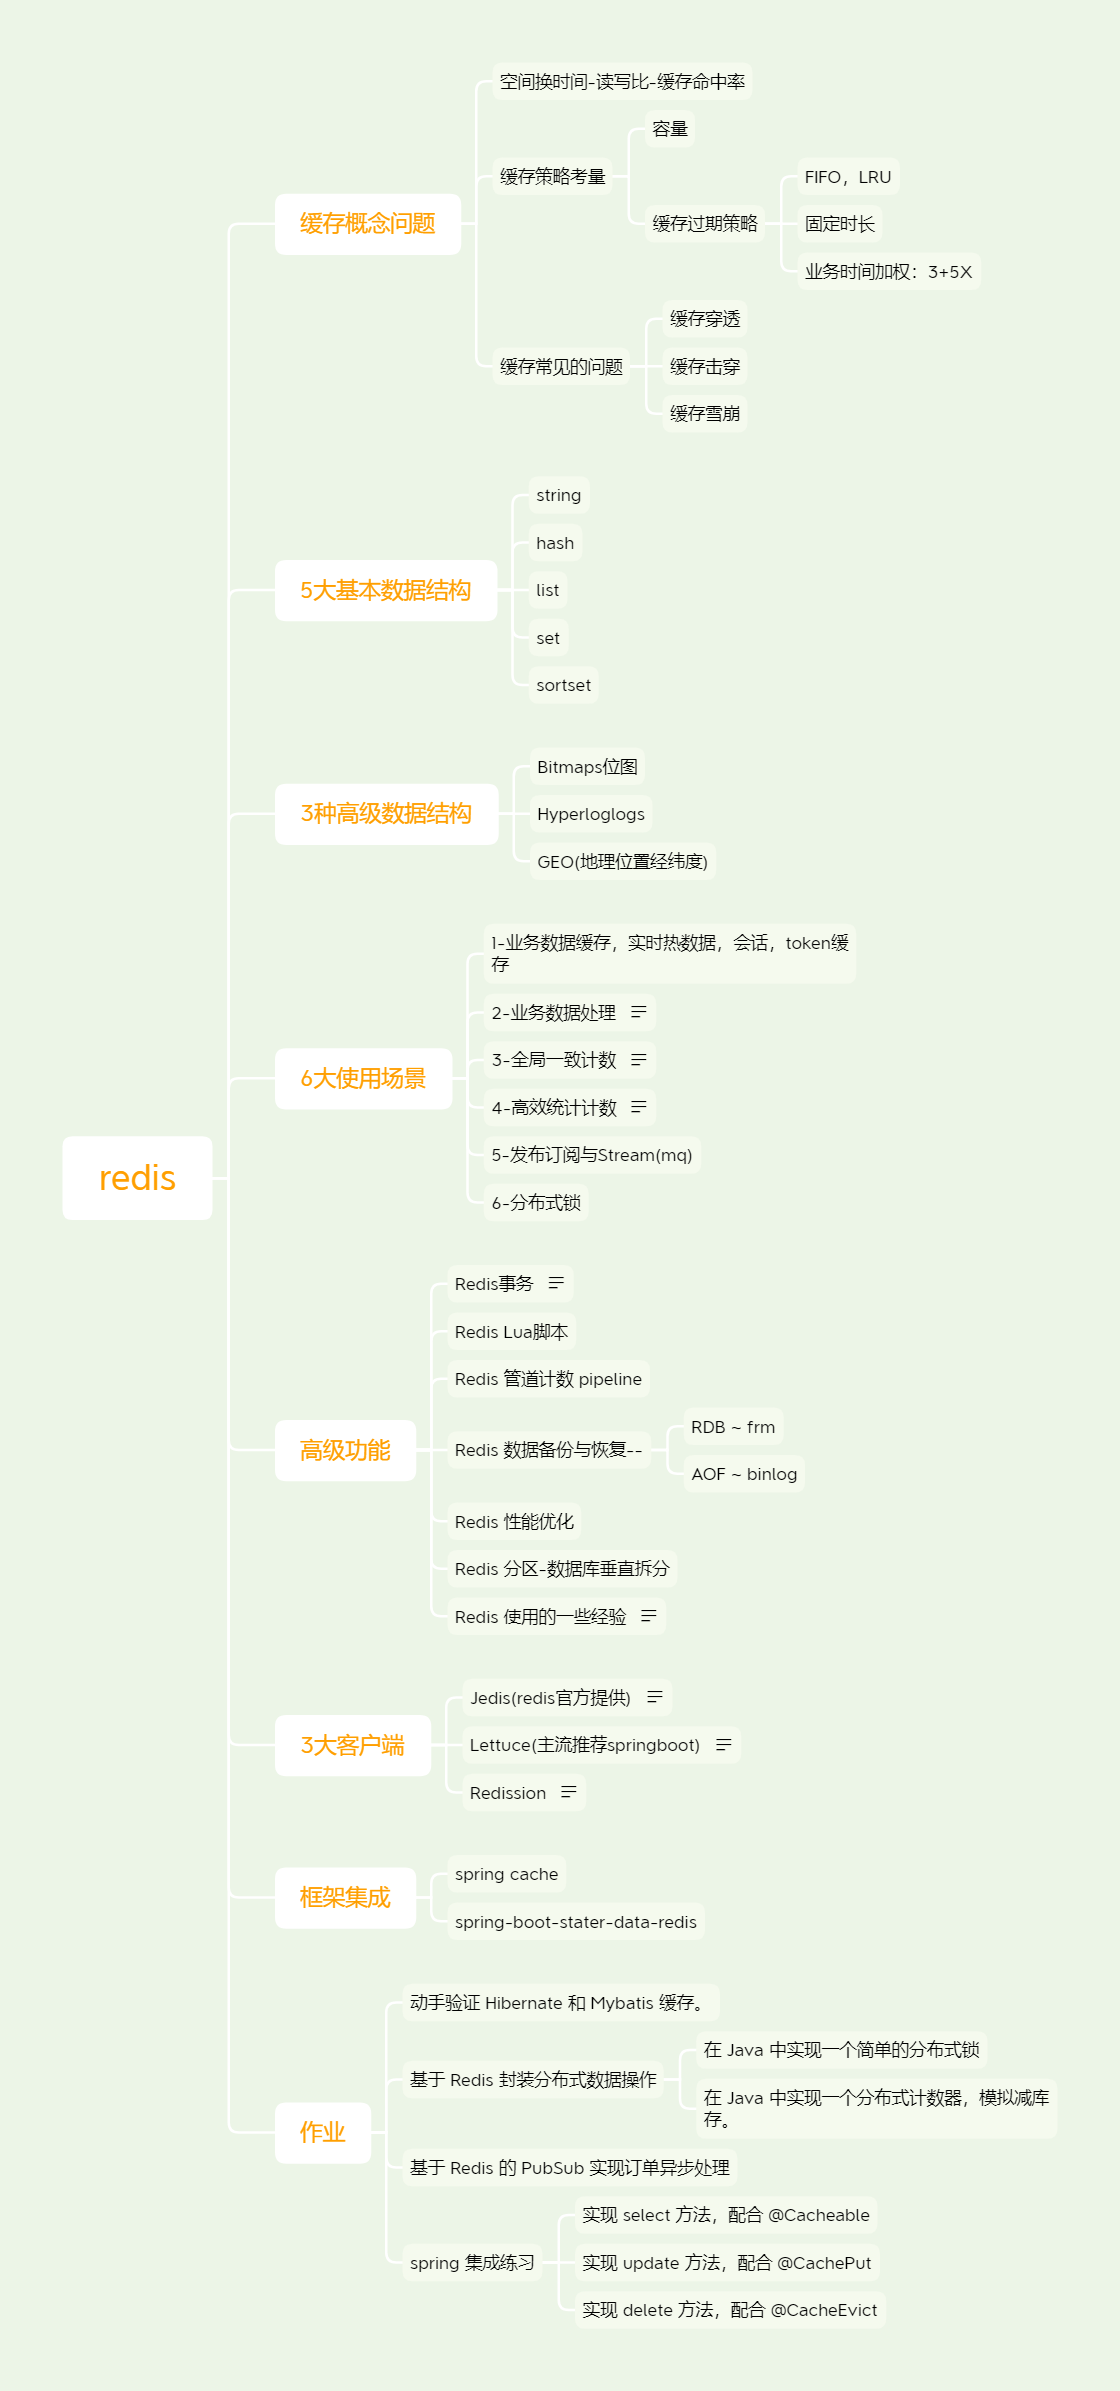 redis
缓存概念问题
空间换时间-读写比-缓存命中率
缓存策略考量
容量
缓存过期策略
FIFO，LRU
固定时长
业务时间加权：3+5X
缓存常见的问题
缓存穿透
缓存击穿
缓存雪崩
5大基本数据结构
string
hash
list
set
sortset
3种高级数据结构
Bitmaps位图
Hyperloglogs
GEO(地理位置经纬度)
6大使用场景
1-业务数据缓存，实时热数据，会话，token缓
存
2-业务数据处理
3-全局一致计数
4-高效统计计数
5-发布订阅与Stream(mq)
6-分布式锁
高级功能
Redis事务
Redis Lua脚本
Redis 管道计数 pipeline
Redis 数据备份与恢复--
RDB ~ frm
AOF ~ binlog
Redis 性能优化
Redis 分区-数据库垂直拆分
Redis 使用的一些经验
3大客户端
Jedis(redis官方提供)
Lettuce(主流推荐springboot)
Redission
框架集成
spring cache
spring-boot-stater-data-redis
作业
动手验证 Hibernate 和 Mybatis 缓存。
基于 Redis 封装分布式数据操作
在 Java 中实现一个简单的分布式锁
在 Java 中实现一个分布式计数器，模拟减库
存。
基于 Redis 的 PubSub 实现订单异步处理
spring 集成练习
实现 select 方法，配合 @Cacheable
实现 update 方法，配合 @CachePut
实现 delete 方法，配合 @CacheEvict